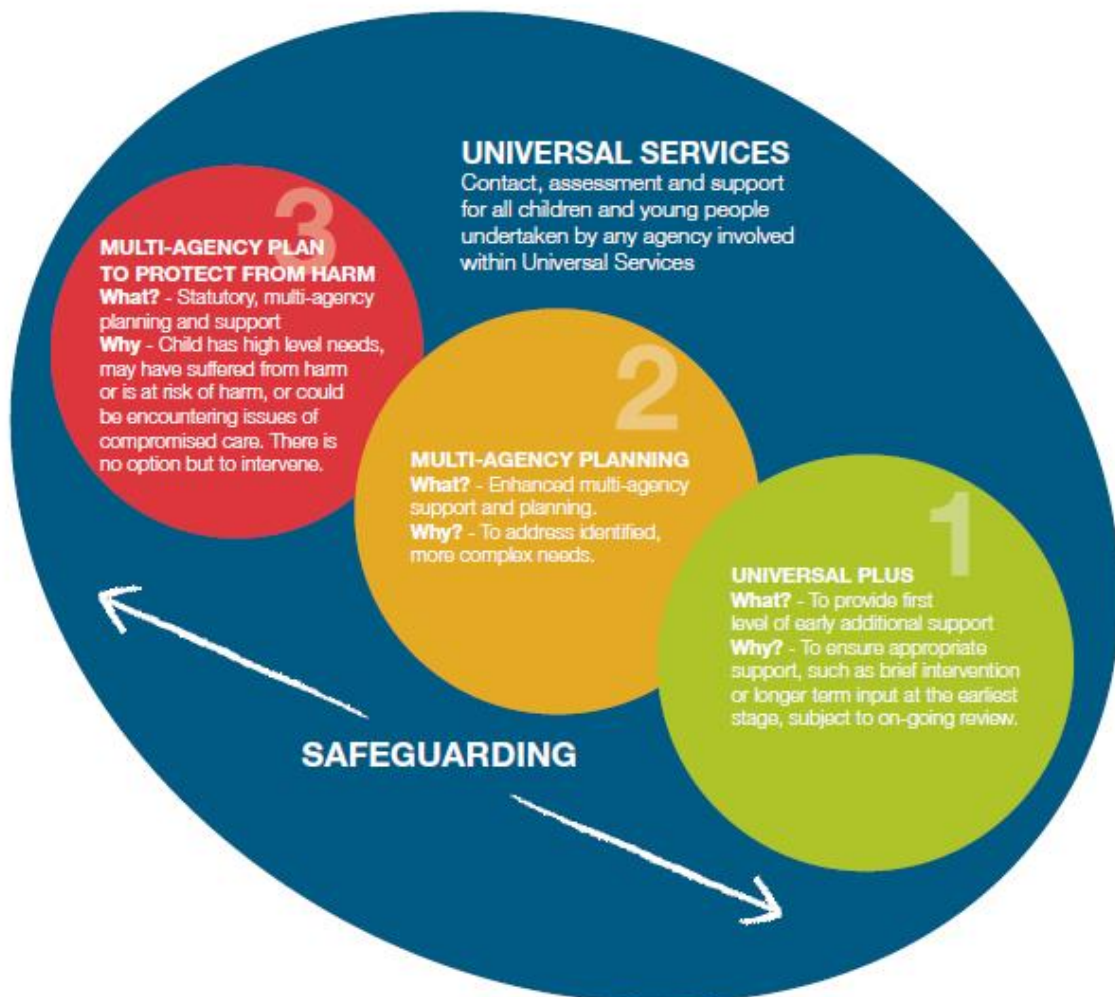 UNIVERSAL SERVICES
Contact, assessment and support
for all children and young people
undertaken by any agency involved
within Universal Services
3
MULTI-AGENCY PLAN
TO PROTECT FROM HARM
What? - Statutory, multi-agency
planning and support
Why - Child has high level needs,
may have suffered from harm
or is at risk of harm, or could
be encountering issues of
compromised care. There is
no option but to intervene.
2
MULTI-AGENCY PLANNING
What? - Enhanced multi-agency
support and planning.
Why? - To address identified,
more complex needs.
1
UNIVERSAL PLUS
What? - To provide first
level of early additional support
Why? - To ensure appropriate
support, such as brief intervention
or longer term input at the earliest
stage, subject to on-going review.
SAFEGUARDING